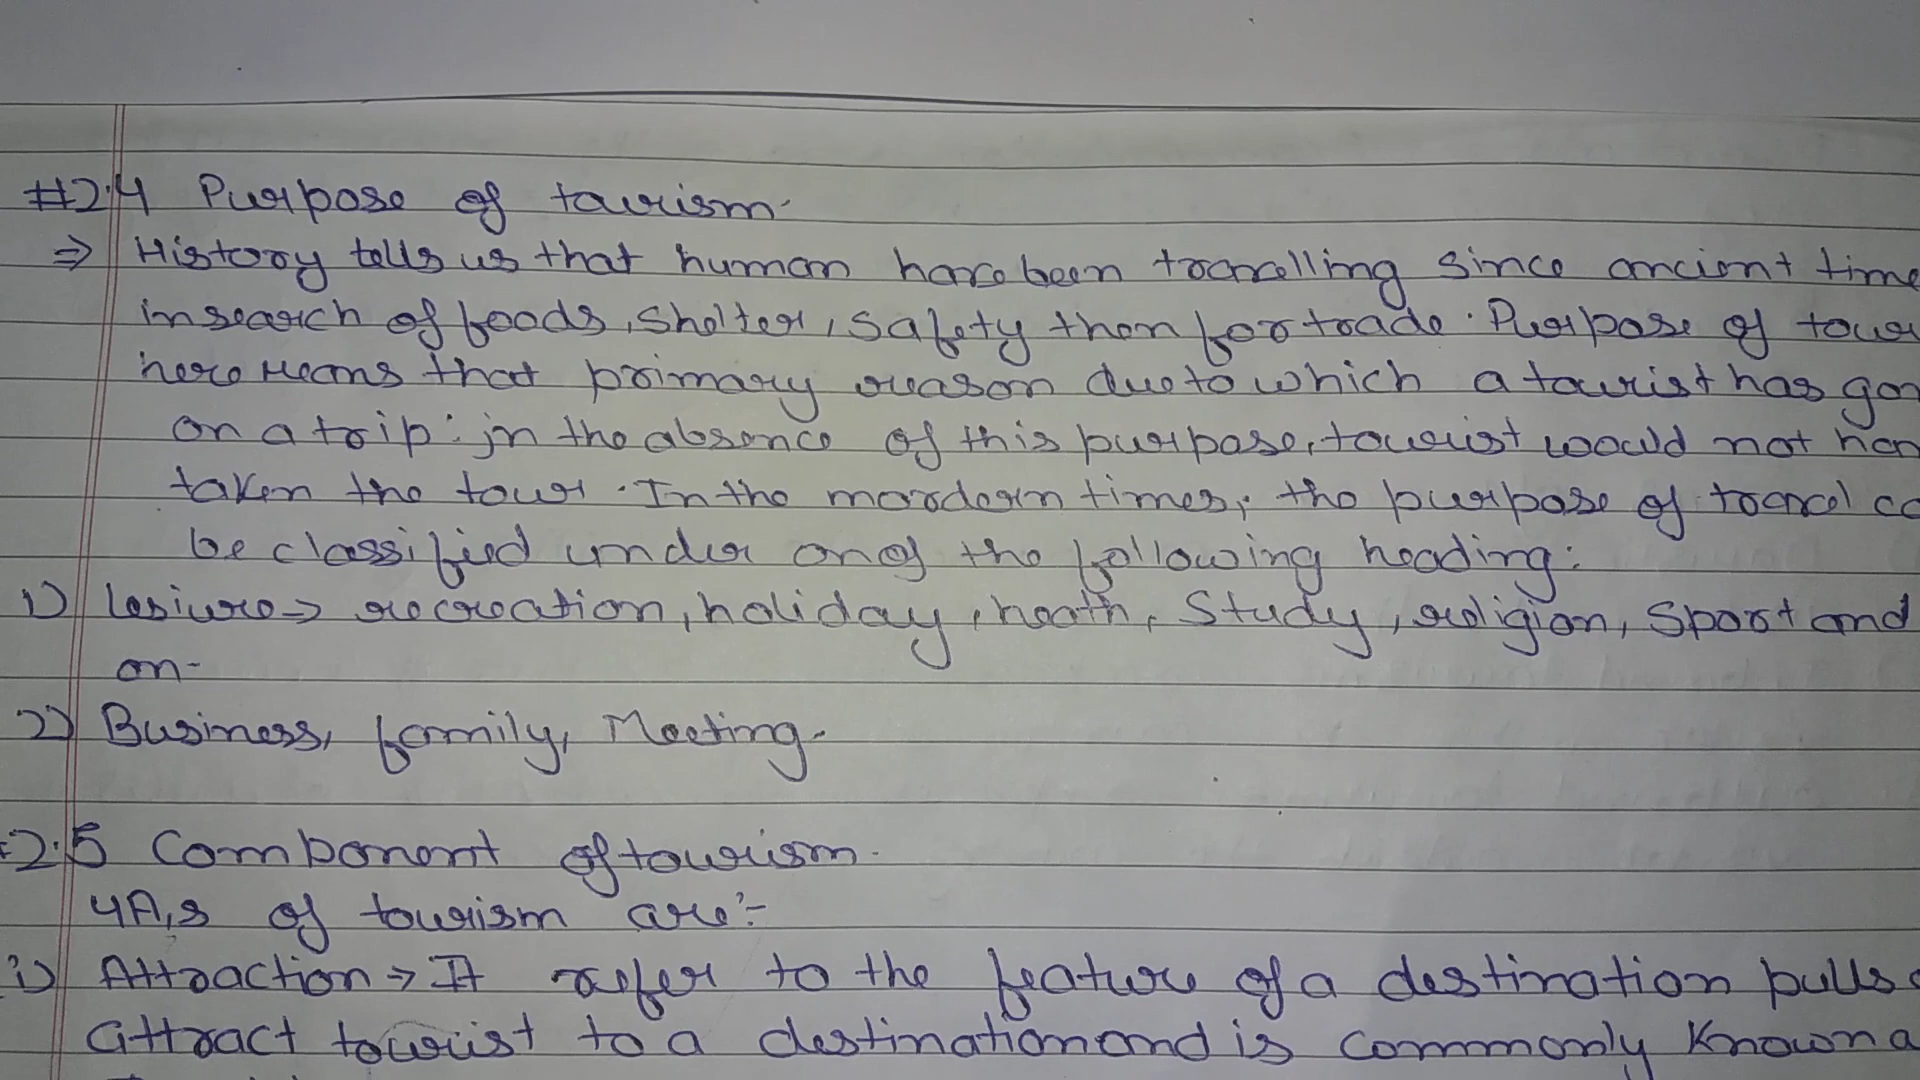 #2.4 Purpose of tourism.
⇒ History tells us that human have been travelling since ancient time
in search of foods, shelter, safety then for trade. Purpose of tour
here means that primary reason due to which a tourist has gon
on a trip. in the absence of this purpose, tourist would not hav
taken the tour. In the mordern times, the purpose of travel ca
be classified under one of the following heading:
1) lesiure → recreation, holiday, heath, Study, religion, Sport and
on-
2) Business, family, Meeting.
2.5 Component of tourism.
4A,s of tourism are:-
i) Attraction → It refer to the feature of a destination pulls
attract tourist to a destination and is commonly known a